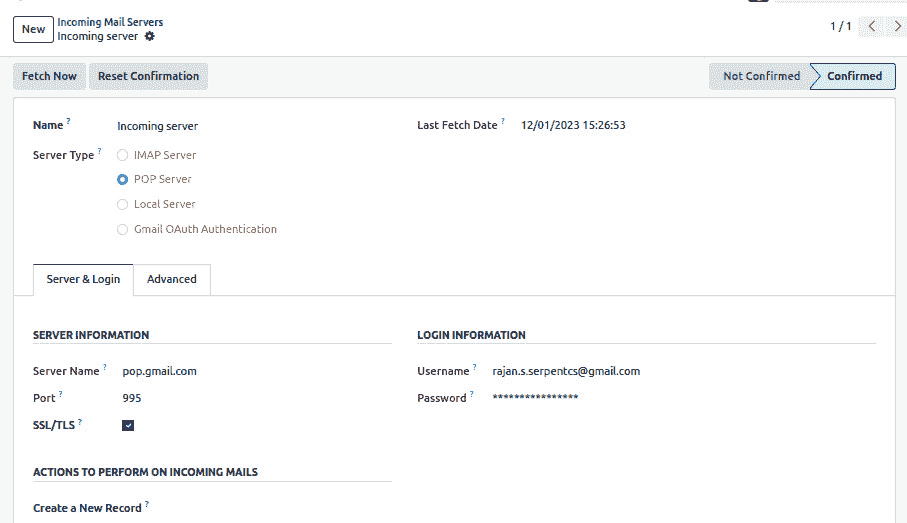 New
Incoming Mail Servers
Incoming server
1 / 1
Fetch Now
Reset Confirmation
Not Confirmed
Confirmed
Name ?
Incoming server
Last Fetch Date ?
12/01/2023 15:26:53
Server Type ?
IMAP Server
POP Server
Local Server
Gmail OAuth Authentication
Server & Login
Advanced
SERVER INFORMATION
LOGIN INFORMATION
Server Name ?
pop.gmail.com
Username ?
rajan.s.serpentcs@gmail.com
Port ?
995
Password ?
****************
SSL/TLS ?
ACTIONS TO PERFORM ON INCOMING MAILS
Create a New Record ?